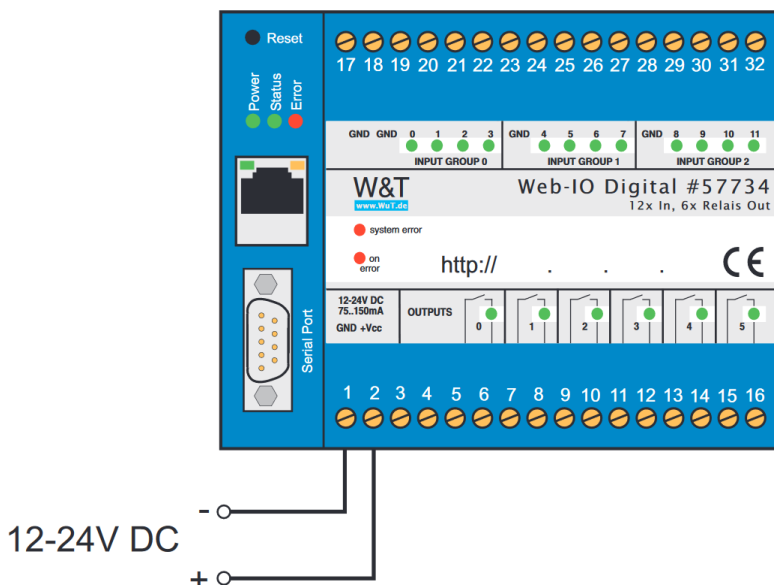 Reset
17 18 19 20 21 22 23 24 25 26 27 28 29 30 31 32
Power
Status
Error
GND GND 0 1 2 3 GND 4 5 6 7 GND 8 9 10 11
INPUT GROUP 0 INPUT GROUP 1 INPUT GROUP 2
W&T
www.WuT.de
Web-IO Digital #57734
12x In, 6x Relais Out
system error
on
error
http:// . . .
CE
12-24V DC
75..150mA
GND +Vcc
OUTPUTS
0 1 2 3 4 5
Serial Port
1 2 3 4 5 6 7 8 9 10 11 12 13 14 15 16
-
12-24V DC
+